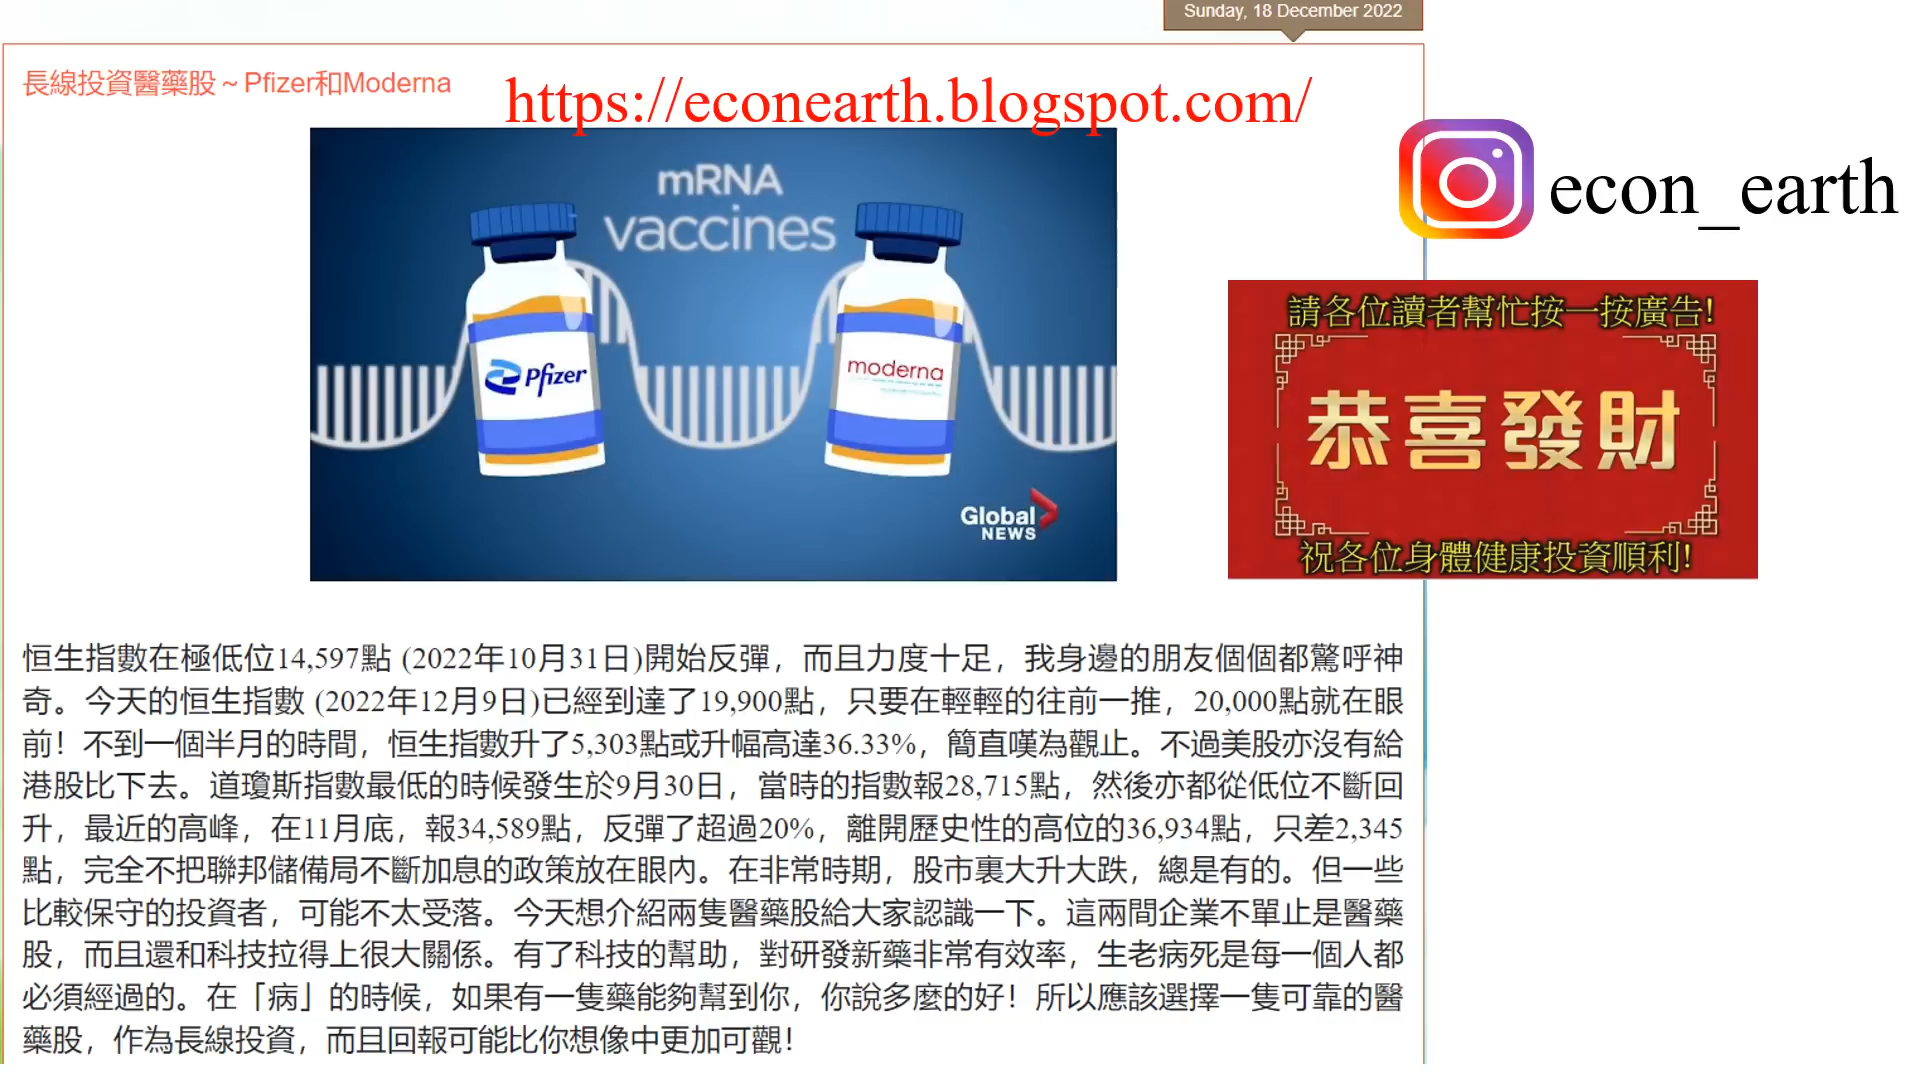 Sunday, 18 December 2022
長線投資醫藥股～Pfizer和Moderna
https://econearth.blogspot.com/
econ_earth
mRNA
vaccines
Pfizer
moderna
Global
NEWS
請各位讀者幫忙按一按廣告!
恭喜發財
祝各位身體健康投資順利!
恒生指數在極低位14,597點 (2022年10月31日)開始反彈，而且力度十足，我身邊的朋友個個都驚呼神
奇。今天的恒生指數 (2022年12月9日)已經到達了19,900點，只要在輕輕的往前一推，20,000點就在眼
前！不到一個半月的時間，恒生指數升了5,303點或升幅高達36.33%，簡直嘆為觀止。不過美股亦沒有給
港股比下去。道瓊斯指數最低的時候發生於9月30日，當時的指數報28,715點，然後亦都從低位不斷回
升，最近的高峰，在11月底，報34,589點，反彈了超過20%，離開歷史性的高位的36,934點，只差2,345
點，完全不把聯邦儲備局不斷加息的政策放在眼內。在非常時期，股市裏大升大跌，總是有的。但一些
比較保守的投資者，可能不太受落。今天想介紹兩隻醫藥股給大家認識一下。這兩間企業不單止是醫藥
股，而且還和科技拉得上很大關係。有了科技的幫助，對研發新藥非常有效率，生老病死是每一個人都
必須經過的。在「病」的時候，如果有一隻藥能夠幫到你，你說多麼的好！所以應該選擇一隻可靠的醫
藥股，作為長線投資，而且回報可能比你想像中更加可觀！